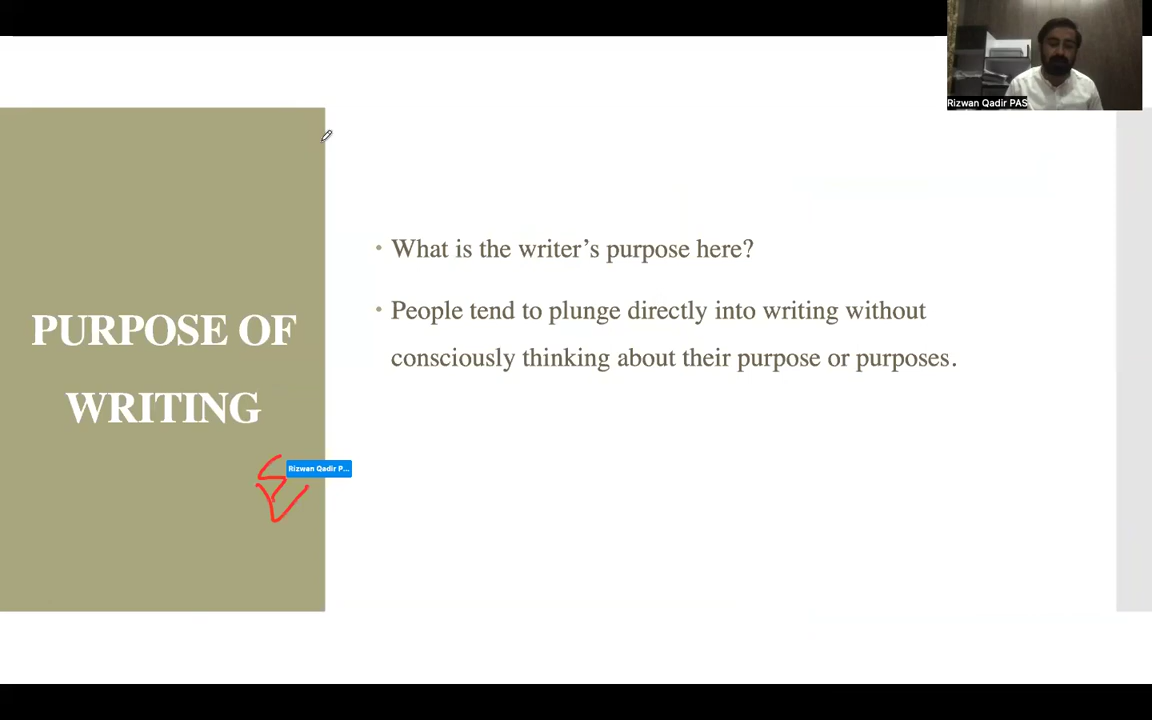 Rizwan Qadir PAS
PURPOSE OF
WRITING
• What is the writer’s purpose here?
• People tend to plunge directly into writing without
consciously thinking about their purpose or purposes.
Rizwan Qadir P...